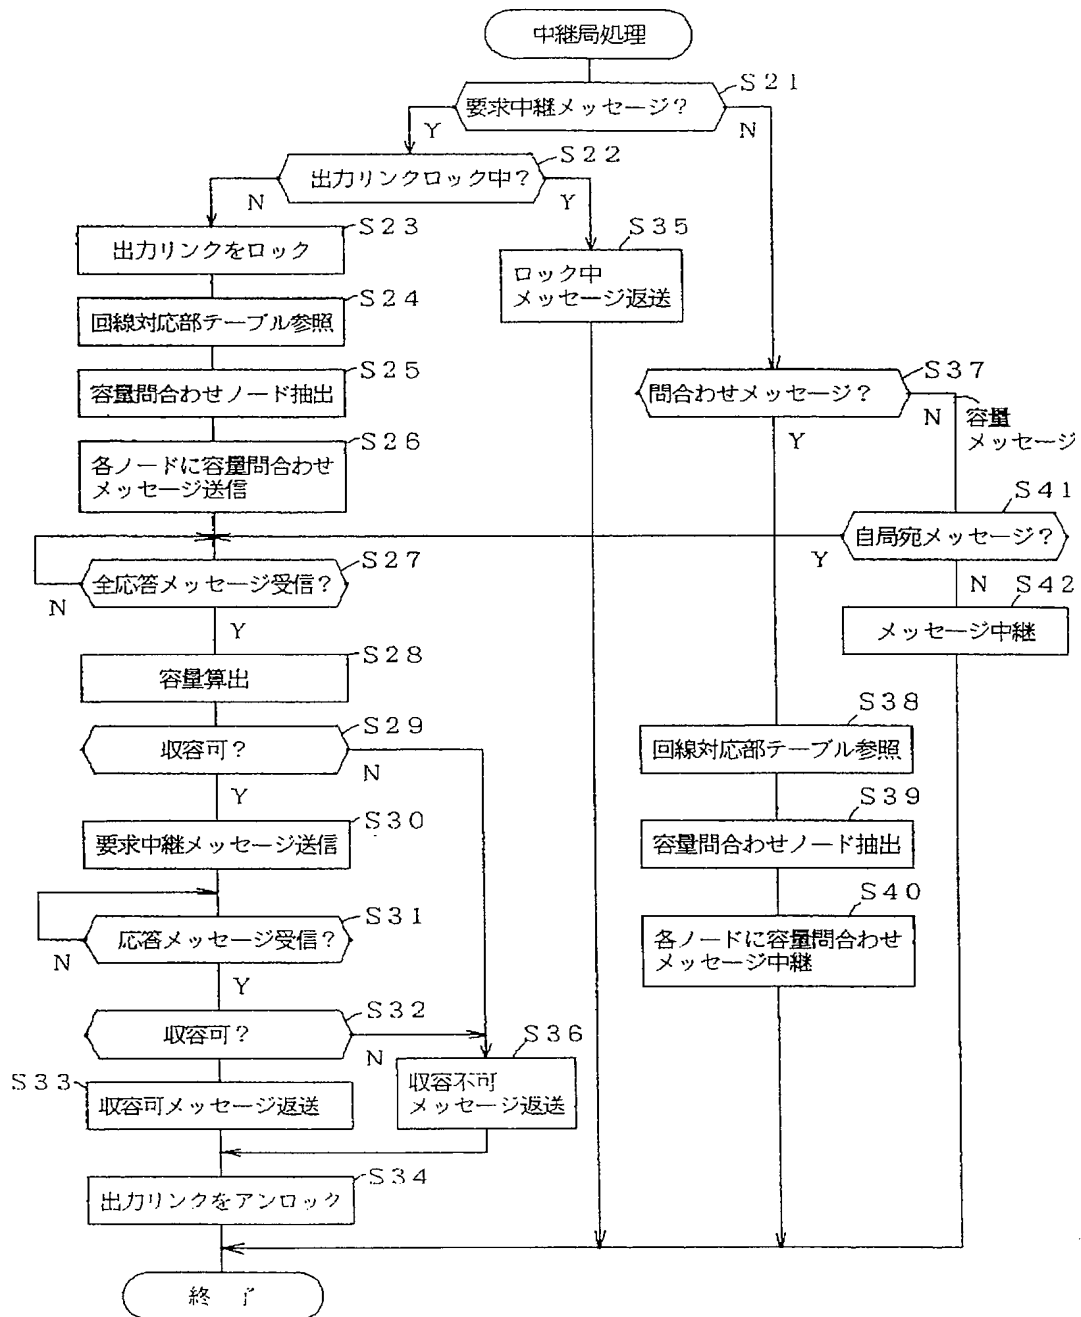 中継局処理
S21
要求中継メッセージ?
Y
N
S22
出力リンクロック中?
N
Y
S23
出力リンクをロック
S35
ロック中
メッセージ返送
S24
回線対応部テーブル参照
S25
容量問合わせノード抽出
S37
問合わせメッセージ?
N
容量
メッセージ
Y
S26
各ノードに容量問合わせ
メッセージ送信
S41
自局宛メッセージ?
Y
N
S27
全応答メッセージ受信?
N
Y
S42
メッセージ中継
S28
容量算出
S29
収容可?
N
Y
S38
回線対応部テーブル参照
S30
要求中継メッセージ送信
S39
容量問合わせノード抽出
S31
応答メッセージ受信?
N
Y
S40
各ノードに容量問合わせ
メッセージ中継
S32
収容可?
N
S36
収容不可
メッセージ返送
S33
収容可メッセージ返送
S34
出力リンクをアンロック
終了